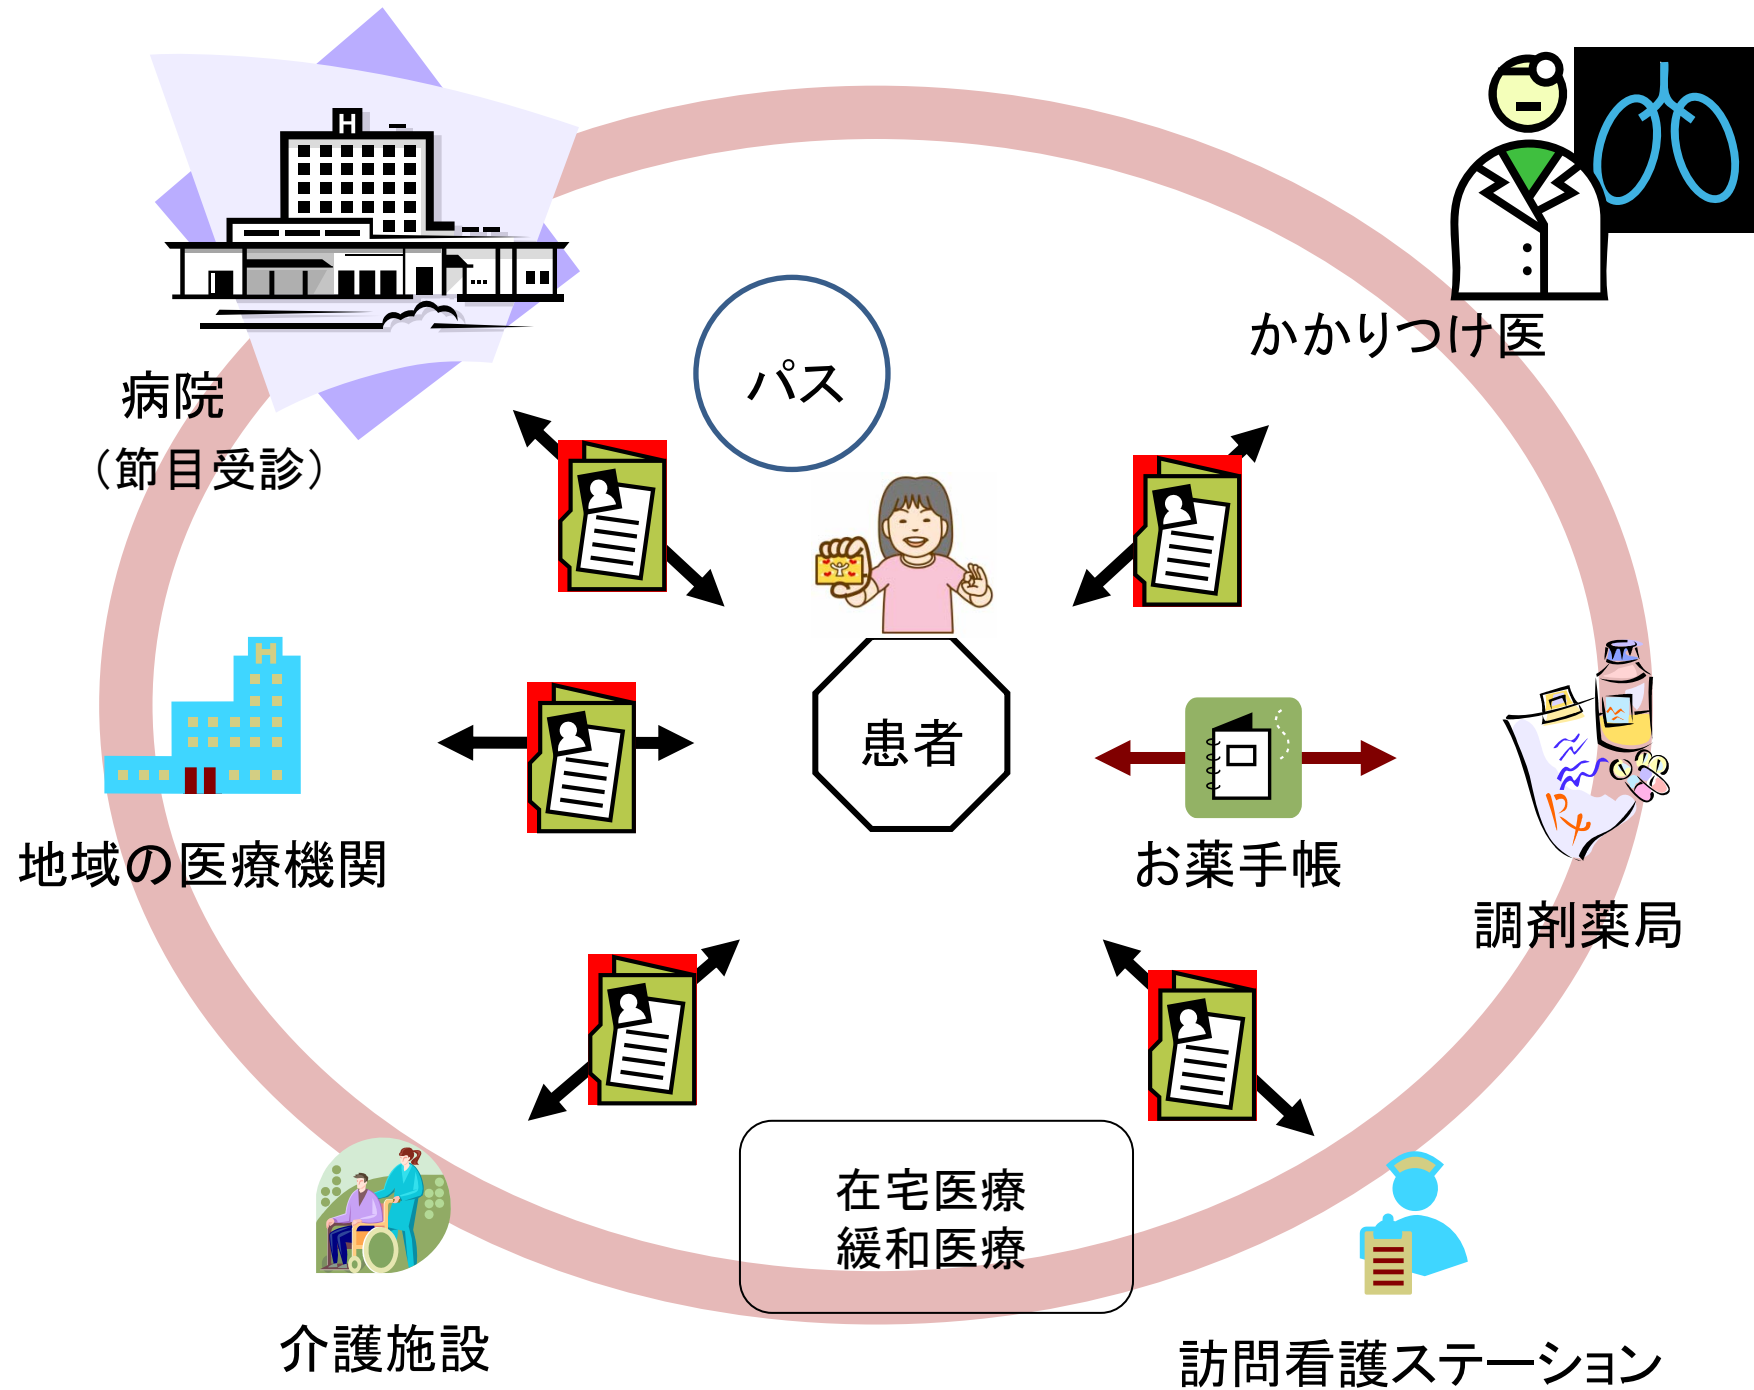 H
かかりつけ医
パス
病院
（節目受診）
H
患者
地域の医療機関
お薬手帳
調剤薬局
在宅医療
緩和医療
介護施設
訪問看護ステーション